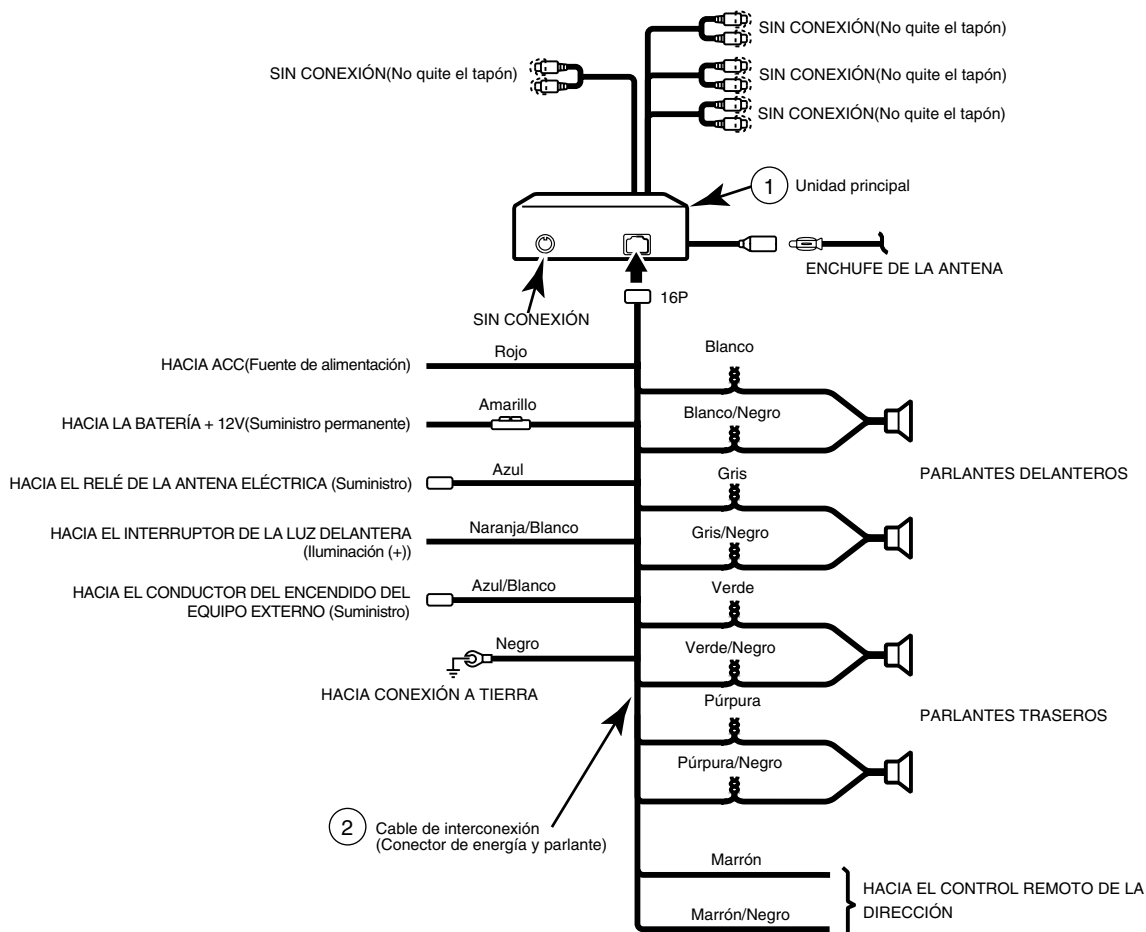 SIN CONEXIÓN(No quite el tapón)
SIN CONEXIÓN(No quite el tapón)
SIN CONEXIÓN(No quite el tapón)
SIN CONEXIÓN(No quite el tapón)
1 Unidad principal
ENCHUFE DE LA ANTENA
16P
SIN CONEXIÓN
HACIA ACC(Fuente de alimentación)
Rojo
HACIA LA BATERÍA + 12V(Suministro permanente)
Amarillo
HACIA EL RELÉ DE LA ANTENA ELÉCTRICA (Suministro)
Azul
HACIA EL INTERRUPTOR DE LA LUZ DELANTERA
(Iluminación (+))
Naranja/Blanco
HACIA EL CONDUCTOR DEL ENCENDIDO DEL
EQUIPO EXTERNO (Suministro)
Azul/Blanco
Negro
HACIA CONEXIÓN A TIERRA
Blanco
Blanco/Negro
PARLANTES DELANTEROS
Gris
Gris/Negro
Verde
Verde/Negro
PARLANTES TRASEROS
Púrpura
Púrpura/Negro
2 Cable de interconexión
(Conector de energía y parlante)
Marrón
Marrón/Negro
HACIA EL CONTROL REMOTO DE LA
DIRECCIÓN